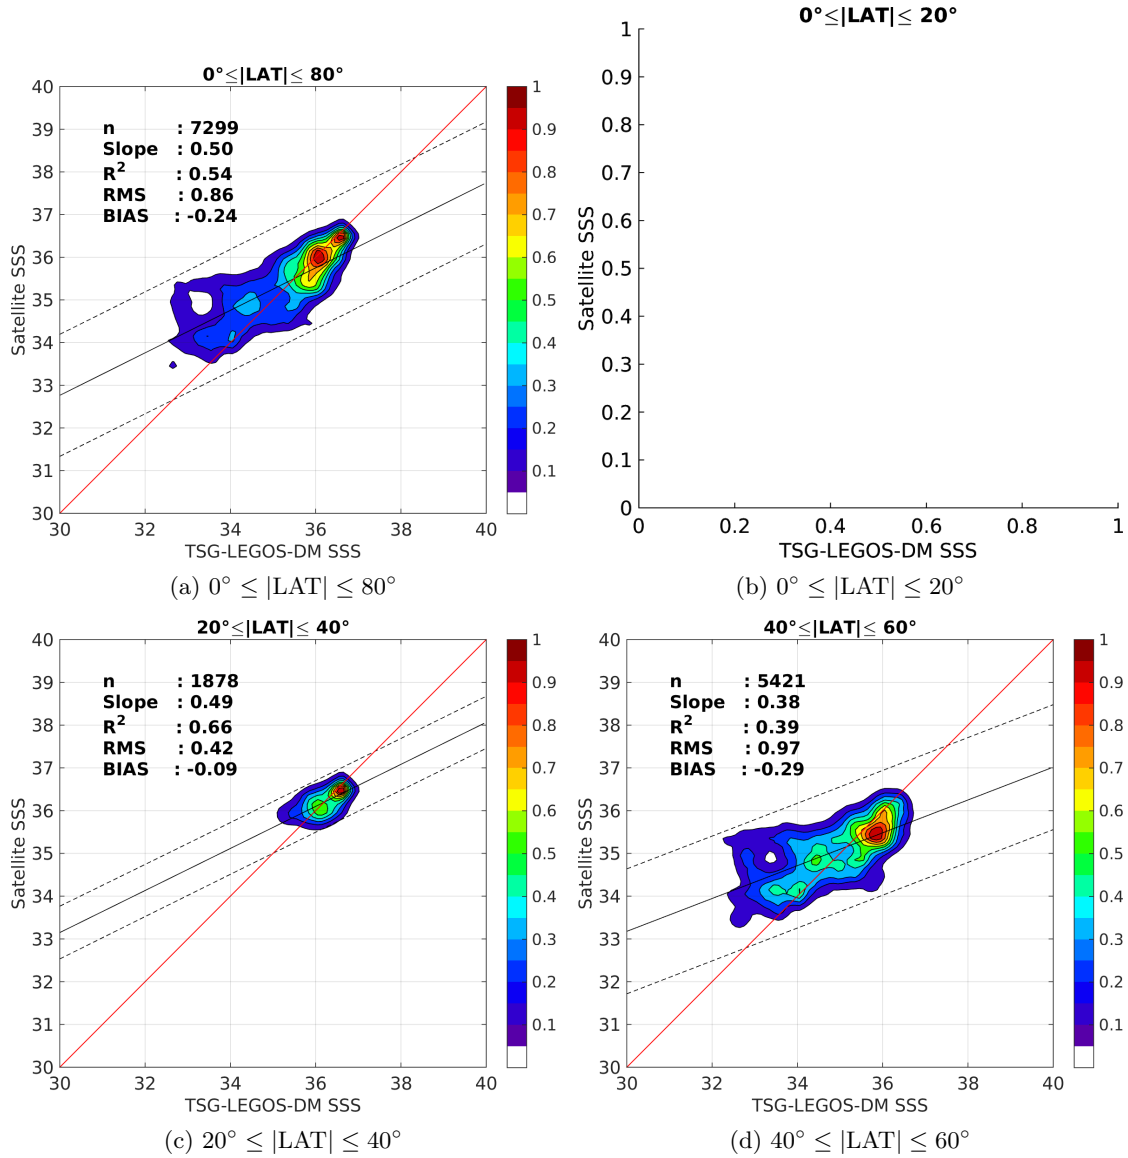 0°≤|LAT|≤ 80°
40
39
38
37
36
35
34
33
32
31
30
Satellite SSS
n : 7299
Slope : 0.50
R² : 0.54
RMS : 0.86
BIAS : -0.24
30 32 34 36 38 40
TSG-LEGOS-DM SSS
1
0.9
0.8
0.7
0.6
0.5
0.4
0.3
0.2
0.1
(a) 0° ≤ |LAT| ≤ 80°
0°≤|LAT|≤ 20°
1
0.9
0.8
0.7
0.6
0.5
0.4
0.3
0.2
0.1
0
Satellite SSS
0 0.2 0.4 0.6 0.8 1
TSG-LEGOS-DM SSS
(b) 0° ≤ |LAT| ≤ 20°
20°≤|LAT|≤ 40°
40
39
38
37
36
35
34
33
32
31
30
Satellite SSS
n : 1878
Slope : 0.49
R² : 0.66
RMS : 0.42
BIAS : -0.09
30 32 34 36 38 40
TSG-LEGOS-DM SSS
1
0.9
0.8
0.7
0.6
0.5
0.4
0.3
0.2
0.1
(c) 20° ≤ |LAT| ≤ 40°
40°≤|LAT|≤ 60°
40
39
38
37
36
35
34
33
32
31
30
Satellite SSS
n : 5421
Slope : 0.38
R² : 0.39
RMS : 0.97
BIAS : -0.29
30 32 34 36 38 40
TSG-LEGOS-DM SSS
1
0.9
0.8
0.7
0.6
0.5
0.4
0.3
0.2
0.1
(d) 40° ≤ |LAT| ≤ 60°